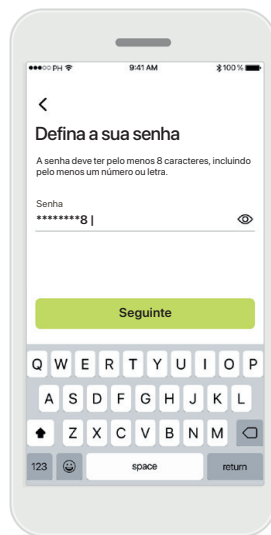 ●●●○○ PH 9:41 AM 100 %
Defina a sua senha
A senha deve ter pelo menos 8 caracteres, incluindo
pelo menos um número ou letra.
Senha
********8 |
Seguinte
Q W E R T Y U I O P
A S D F G H J K L
Z X C V B N M
123 space return